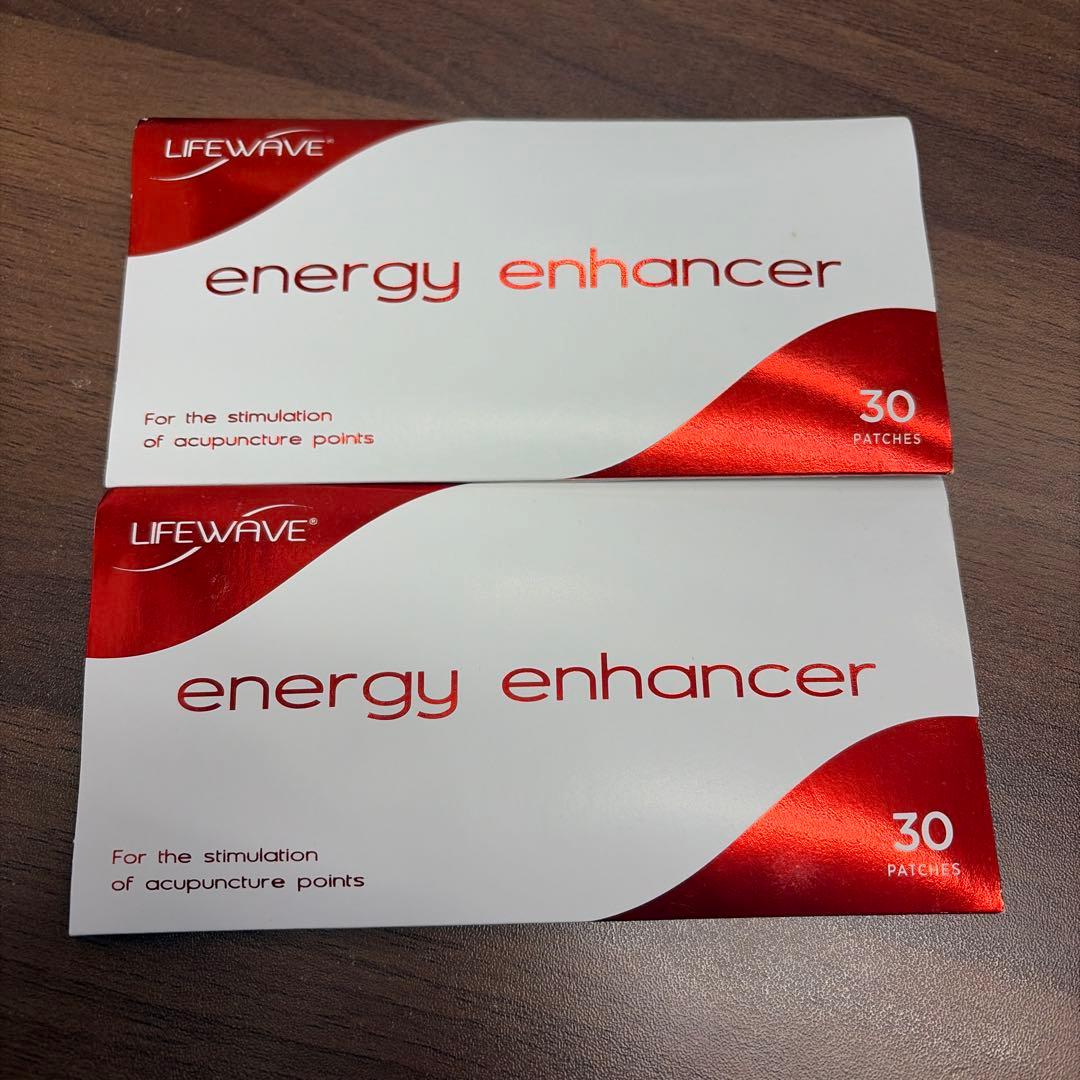 LIFEWAVE®
energy enhancer
For the stimulation
of acupuncture points
30
PATCHES
LIFEWAVE®
energy enhancer
For the stimulation
of acupuncture points
30
PATCHES